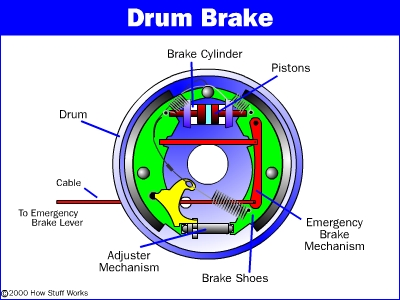 Drum Brake
Brake Cylinder
Pistons
Drum
Cable
To Emergency
Brake Lever
Emergency
Brake
Mechanism
Adjuster
Mechanism
Brake Shoes
©2000 How Stuff Works